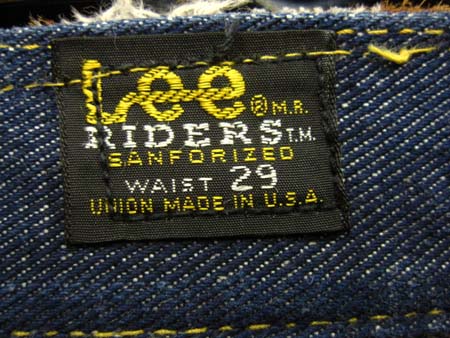 Lee ® M.R.
RIDERS T.M.
SANFORIZED
WAIST 29
UNION MADE IN U.S.A.